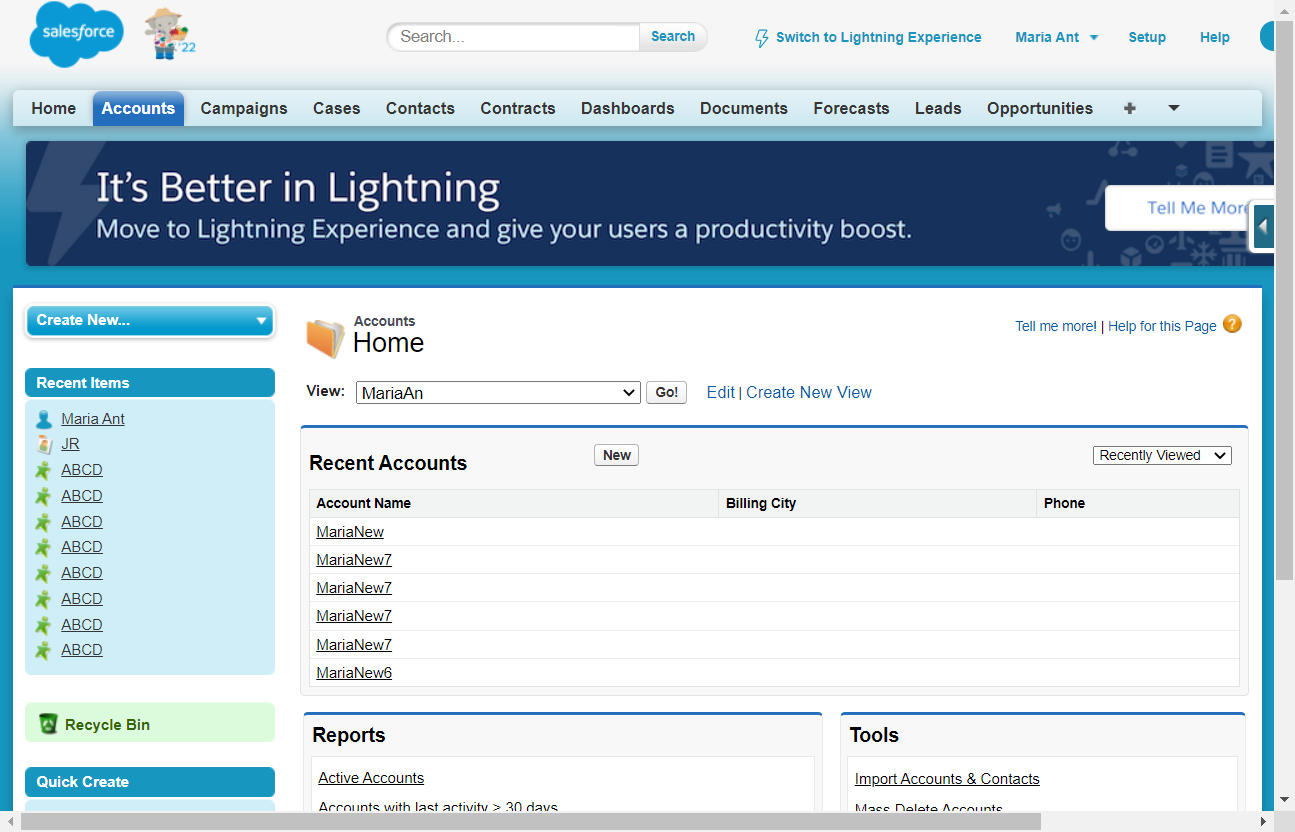 salesforce
'22
Search...
Search
Switch to Lightning Experience
Maria Ant
Setup
Help
Home
Accounts
Campaigns
Cases
Contacts
Contracts
Dashboards
Documents
Forecasts
Leads
Opportunities
+
It's Better in Lightning
Move to Lightning Experience and give your users a productivity boost.
Tell Me More
Create New...
Recent Items
Maria Ant
JR
ABCD
ABCD
ABCD
ABCD
ABCD
ABCD
ABCD
ABCD
Recycle Bin
Quick Create
Accounts
Home
Tell me more! | Help for this Page ?
View: MariaAn Go! Edit | Create New View
Recent Accounts
New
Recently Viewed
Account Name Billing City Phone
MariaNew
MariaNew7
MariaNew7
MariaNew7
MariaNew7
MariaNew6
Reports
Active Accounts
Accounts with last activity > 30 days
Tools
Import Accounts & Contacts
Mass Delete Accounts